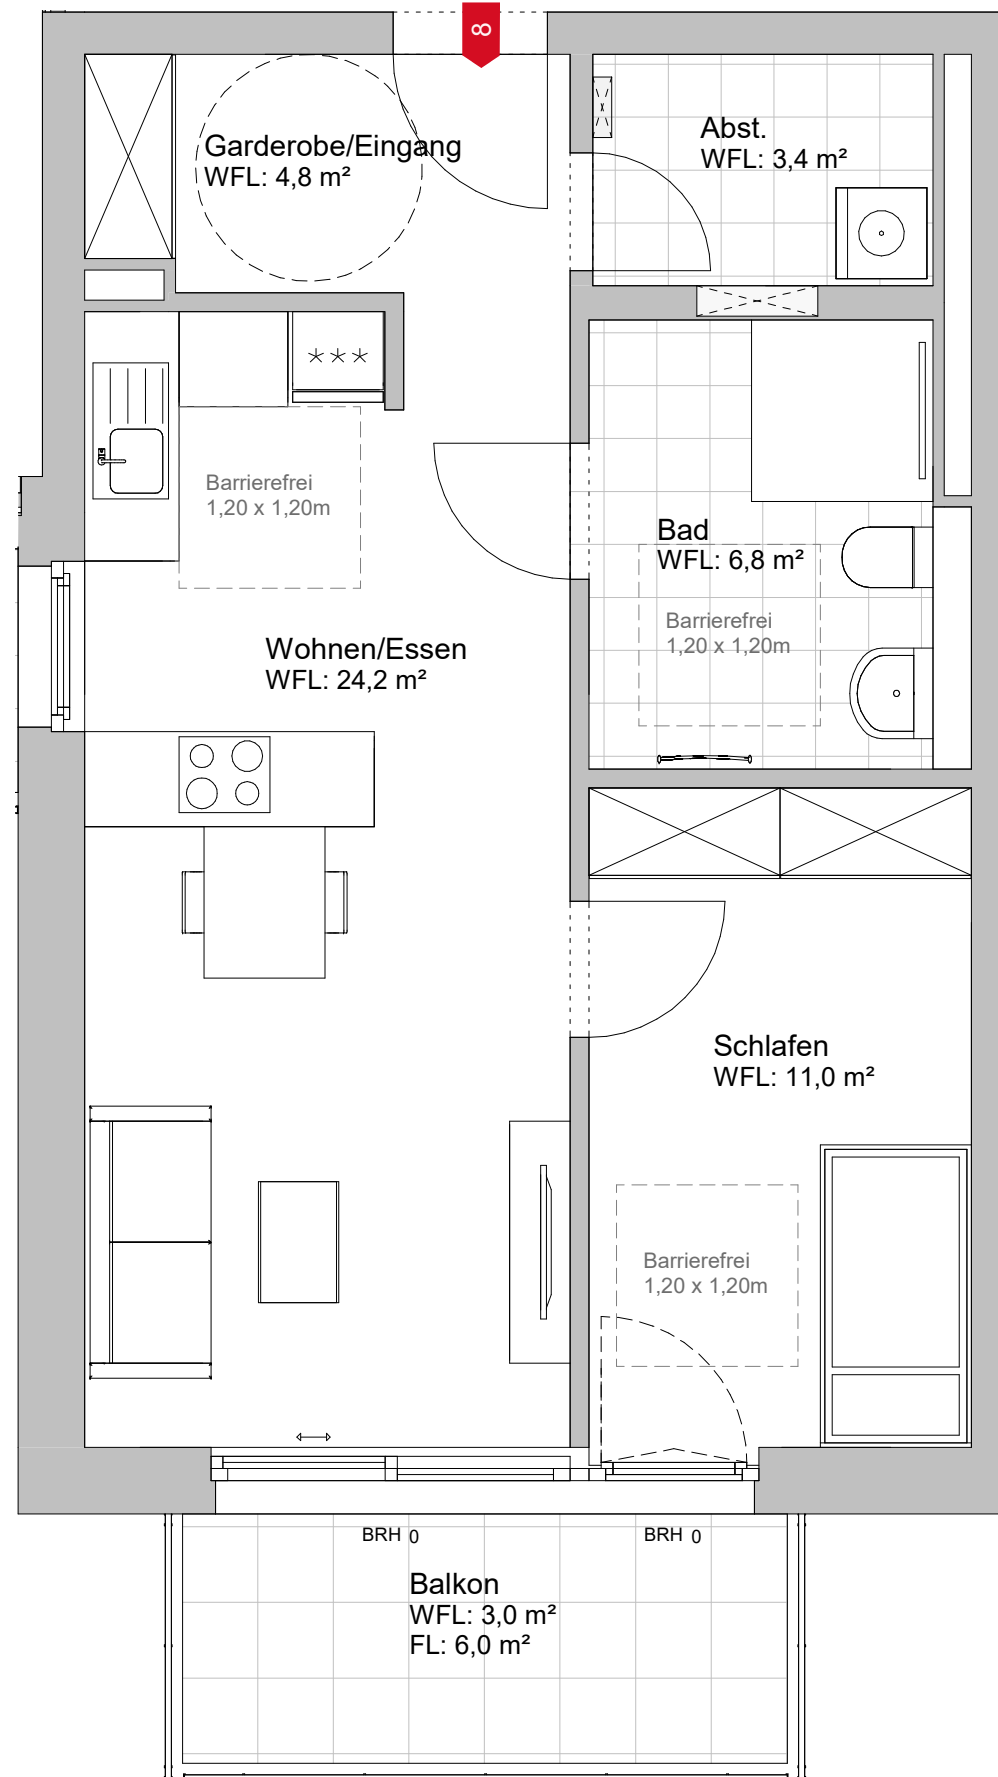 8
Garderobe/Eingang
WFL: 4,8 m²
Abst.
WFL: 3,4 m²
***
Barrierefrei
1,20 x 1,20m
Bad
WFL: 6,8 m²
Barrierefrei
1,20 x 1,20m
Wohnen/Essen
WFL: 24,2 m²
Schlafen
WFL: 11,0 m²
Barrierefrei
1,20 x 1,20m
BRH 0
BRH 0
Balkon
WFL: 3,0 m²
FL: 6,0 m²